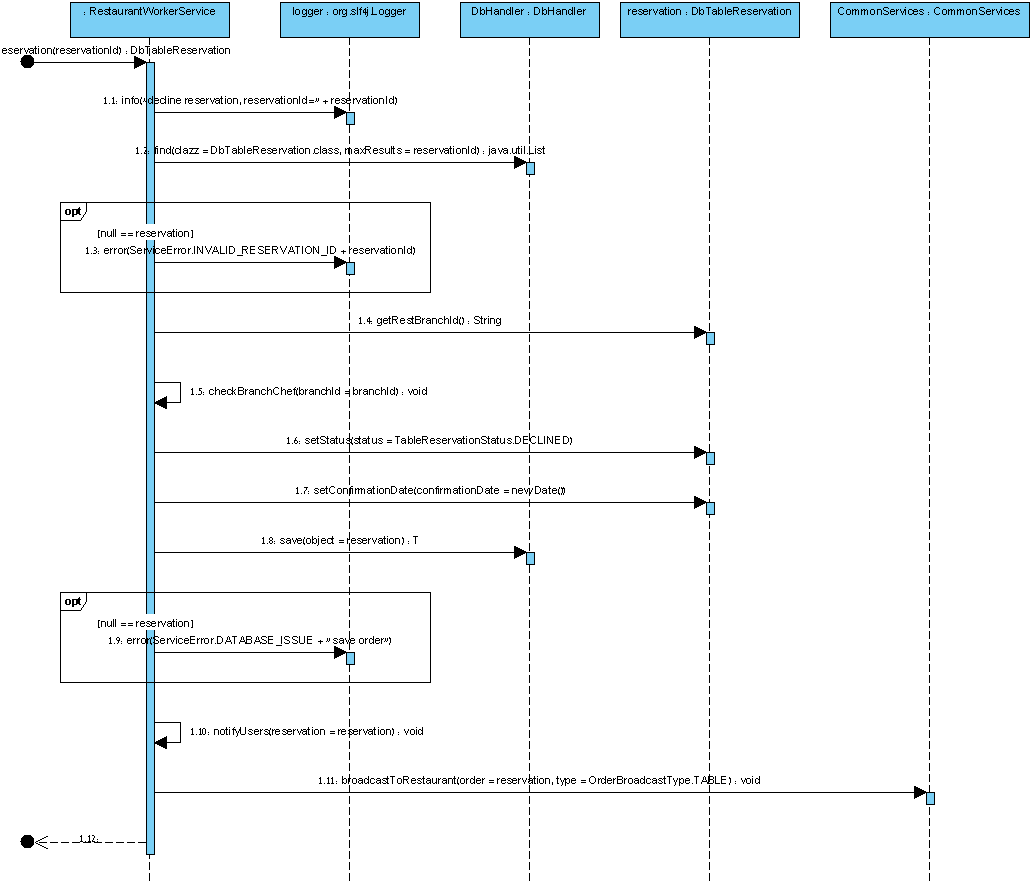 : RestaurantWorkerService
logger : org.slf4j.Logger
DbHandler : DbHandler
reservation : DbTableReservation
CommonServices : CommonServices
eservation(reservationId) : DbTableReservation
1.1: info("decline reservation, reservationId=" + reservationId)
1.2: find(clazz = DbTableReservation.class, maxResults = reservationId) : java.util.List
opt
[null == reservation]
1.3: error(ServiceError.INVALID_RESERVATION_ID + reservationId)
1.4: getRestBranchId() : String
1.5: checkBranchChef(branchId = branchId) : void
1.6: setStatus(status = TableReservationStatus.DECLINED)
1.7: setConfirmationDate(confirmationDate = new Date())
1.8: save(object = reservation) : T
opt
[null == reservation]
1.9: error(ServiceError.DATABASE_ISSUE + " save order")
1.10: notifyUsers(reservation = reservation) : void
1.11: broadcastToRestaurant(order = reservation, type = OrderBroadcastType.TABLE) : void
1.12: